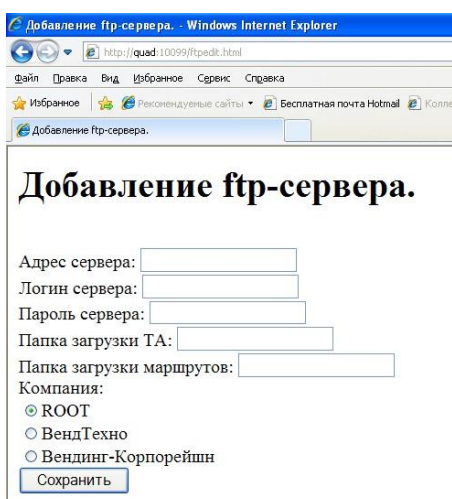 Добавление ftp-сервера. - Windows Internet Explorer
http://quad:10099/ftpedit.html
Файл Правка Вид Избранное Сервис Справка
Избранное Рекомендуемые сайты Бесплатная почта Hotmail Колле
Добавление ftp-сервера.
Добавление ftp-сервера.
Адрес сервера:
Логин сервера:
Пароль сервера:
Папка загрузки ТА:
Папка загрузки маршрутов:
Компания:
ROOT
ВендТехно
Вендинг-Корпорейшн
Сохранить